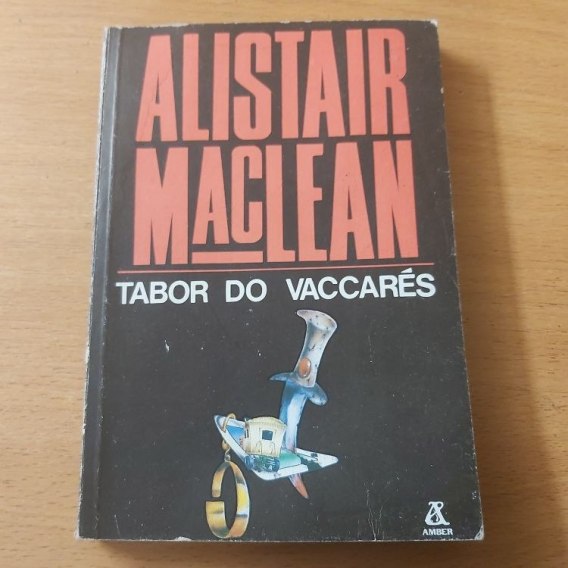 ALISTAIR
MACLEAN
TABOR DO VACCARÉS
AMBER